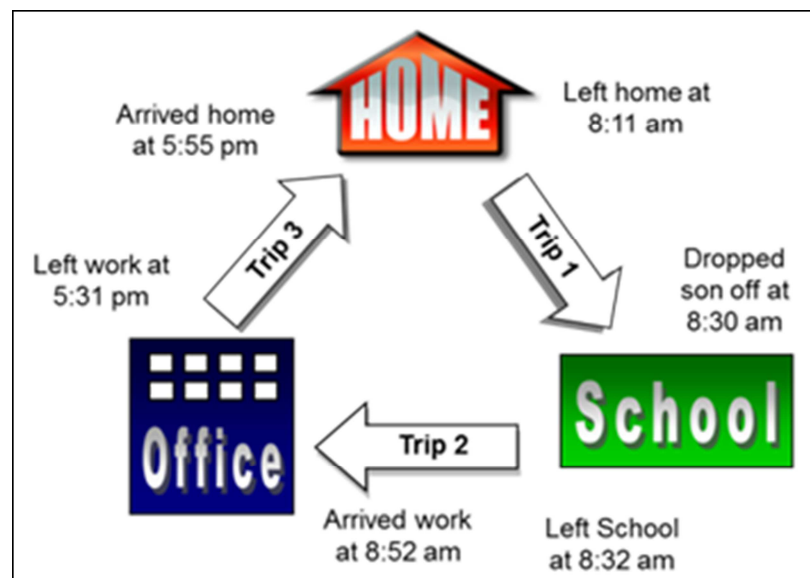 HOME
Left home at
8:11 am
Trip 1
Dropped
son off at
8:30 am
School
Left School
at 8:32 am
Trip 2
Arrived work
at 8:52 am
Office
Left work at
5:31 pm
Trip 3
Arrived home
at 5:55 pm